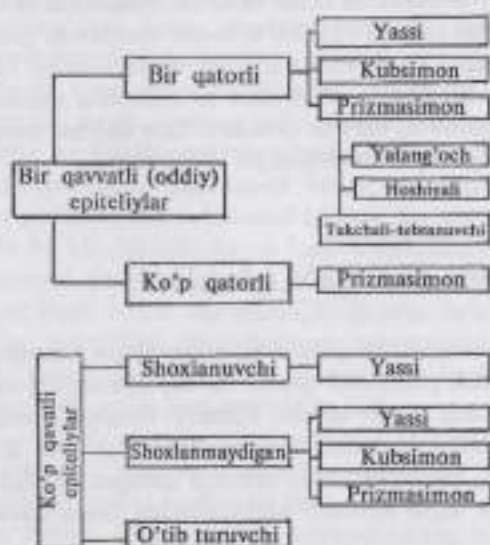 Yassi
Bir qatorli
Kubsimon
Prizmasimon
Yalang'och
Bir qavvatli (oddiy)
epiteliylar
Hoshiyali
Tukchali-tebranuvchi
Ko'p qatorli
Prizmasimon
Ko'p qavatli
epiteliylar
Shoxlanuvchi
Yassi
Shoxlanmaydigan
Yassi
Kubsimon
Prizmasimon
O'tib turuvchi